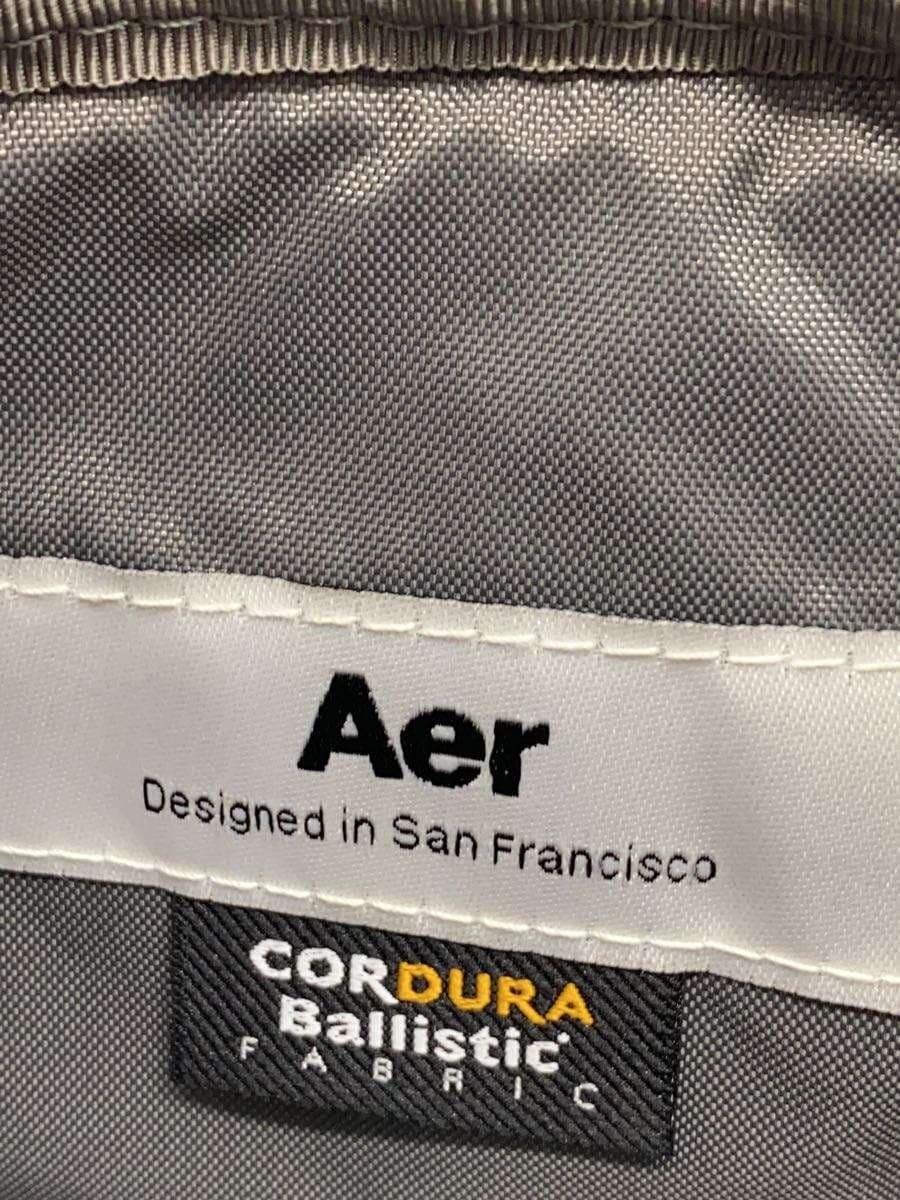 Aer
Designed in San Francisco
CORDURA
Ballistic
FABRIC